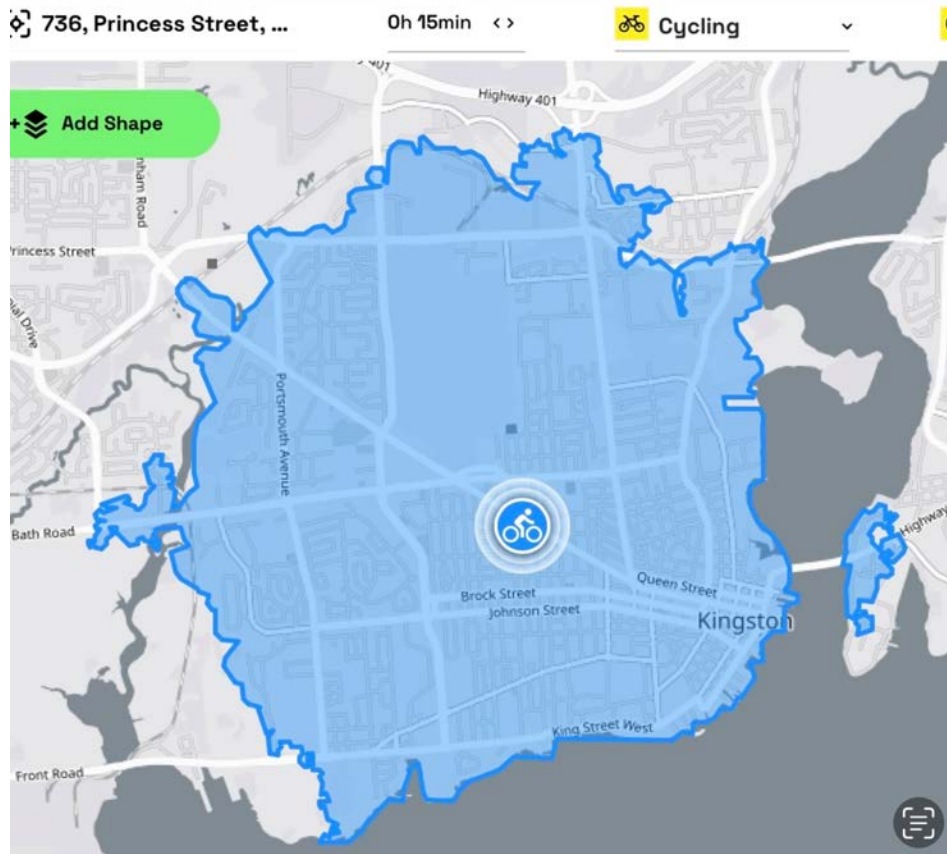 736, Princess Street, ...
0h 15min
Cycling
401
Highway 401
+ Add Shape
Princess Street
Portsmouth Avenue
Bath Road
Highway
Brock Street
Queen Street
Johnson Street
Kingston
King Street West
Front Road